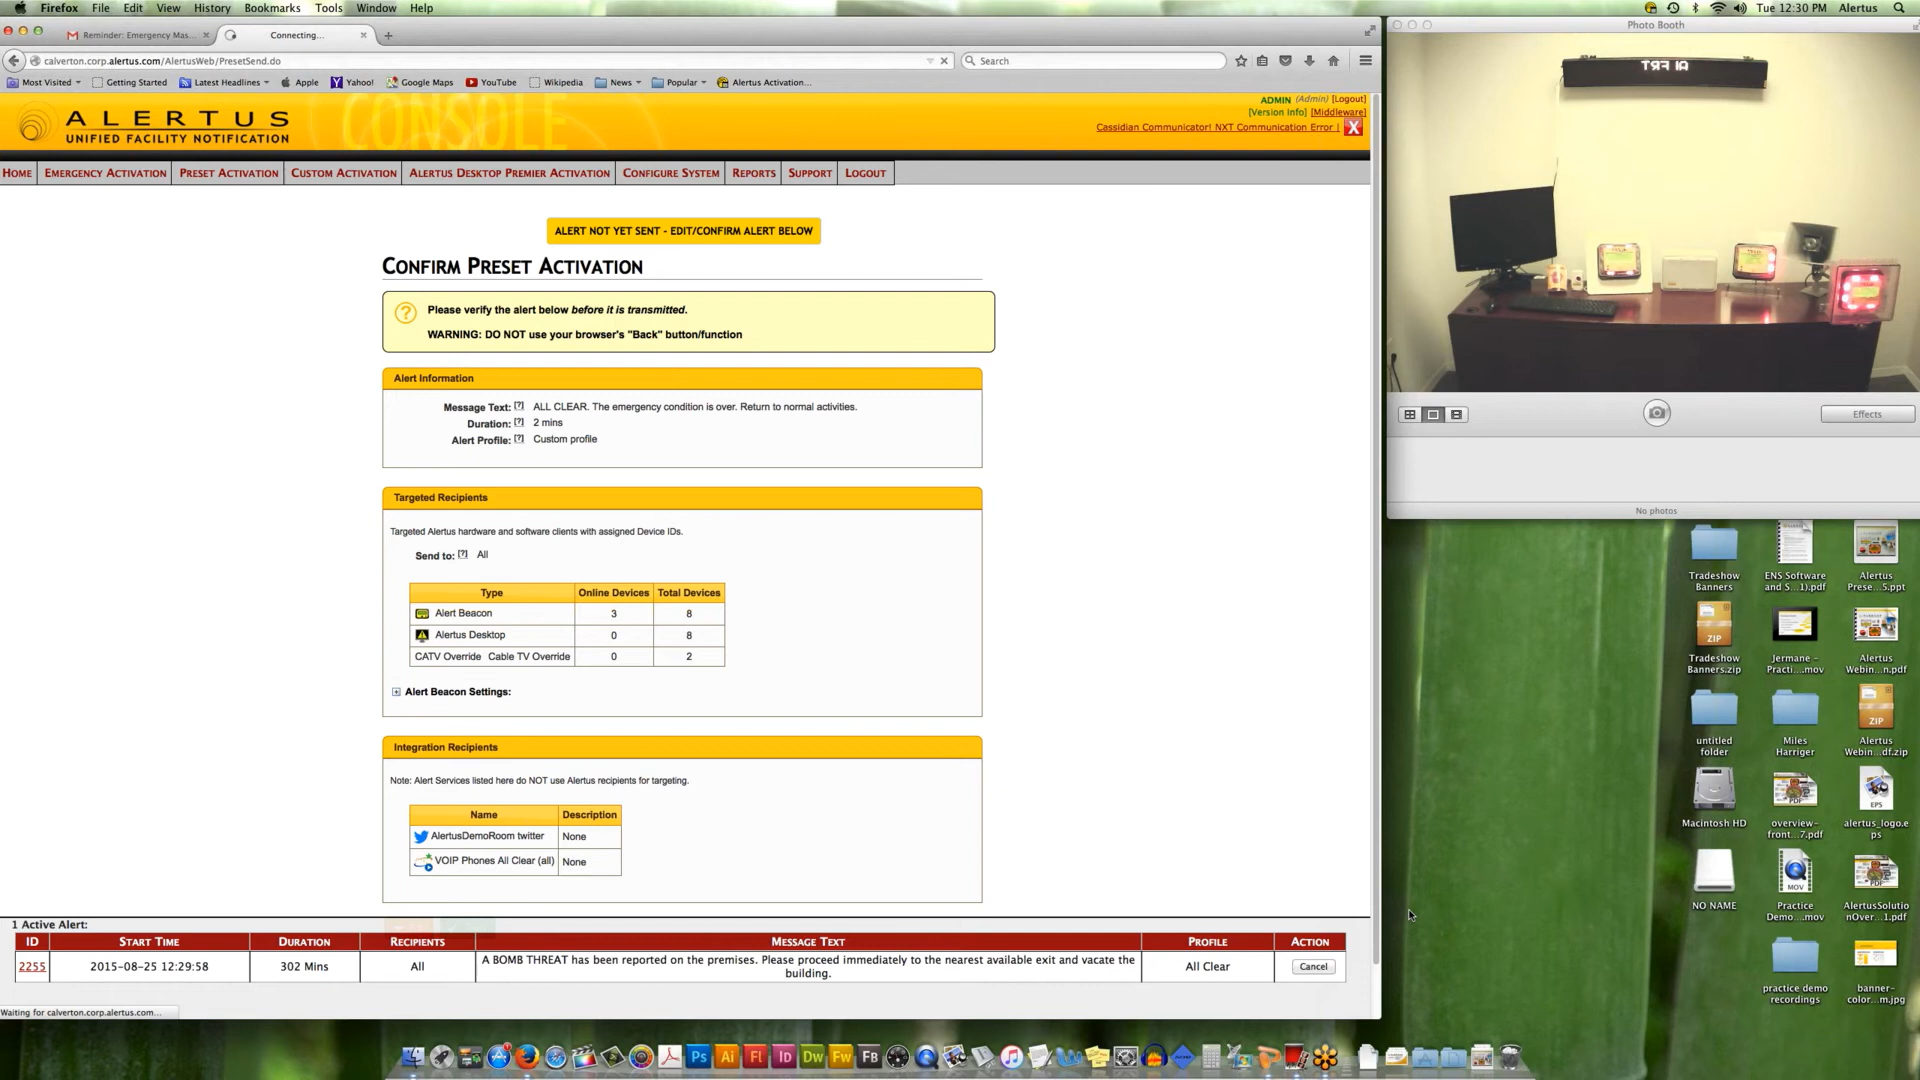 Firefox File Edit View History Bookmarks Tools Window Help
Tue 12:30 PM Alertus
Reminder: Emergency Mas...
Connecting...
Photo Booth
calverton.corp.alertus.com/AlertusWeb/PresetSend.do
Search
Most Visited Getting Started Latest Headlines Apple Yahoo! Google Maps YouTube Wikipedia News Popular Alertus Activation...
ALERTUS
UNIFIED FACILITY NOTIFICATION
CONSOLE
ADMIN (Admin) [Logout]
[Version Info] [Middleware]
Cassidian Communicator! NXT Communication Error | X
HOME EMERGENCY ACTIVATION PRESET ACTIVATION CUSTOM ACTIVATION ALERTUS DESKTOP PREMIER ACTIVATION CONFIGURE SYSTEM REPORTS SUPPORT LOGOUT
ALERT NOT YET SENT - EDIT/CONFIRM ALERT BELOW
CONFIRM PRESET ACTIVATION
Please verify the alert below before it is transmitted.
WARNING: DO NOT use your browser's "Back" button/function
Alert Information
Message Text: [?] ALL CLEAR. The emergency condition is over. Return to normal activities.
Duration: [?] 2 mins
Alert Profile: [?] Custom profile
Targeted Recipients
Targeted Alertus hardware and software clients with assigned Device IDs.
Send to: [?] All
Type Online Devices Total Devices
Alert Beacon 3 8
Alertus Desktop 0 8
CATV Override Cable TV Override 0 2
Alert Beacon Settings:
Integration Recipients
Note: Alert Services listed here do NOT use Alertus recipients for targeting.
Name Description
AlertusDemoRoom twitter None
VOIP Phones All Clear (all) None
1 Active Alert:
ID START TIME DURATION RECIPIENTS MESSAGE TEXT PROFILE ACTION
2255 2015-08-25 12:29:58 302 Mins All A BOMB THREAT has been reported on the premises. Please proceed immediately to the nearest available exit and vacate the building. All Clear Cancel
Waiting for calverton.corp.alertus.com...
Effects
No photos
Tradeshow Banners
ENS Software and S...1).pdf
Alertus Prese...5.ppt
ZIP
Tradeshow Banners.zip
Jermane - Practi....mov
Alertus Webin...n.pdf
untitled folder
Miles Harriger
ZIP
Alertus Webin...df.zip
Macintosh HD
PDF
overview-front...7.pdf
EPS
alertus_logo.eps
NO NAME
MOV
Practice Demo....mov
PDF
AlertusSolutionOver...1.pdf
practice demo recordings
banner-color...m.jpg
Ps Ai Fl Id Dw Fw FB